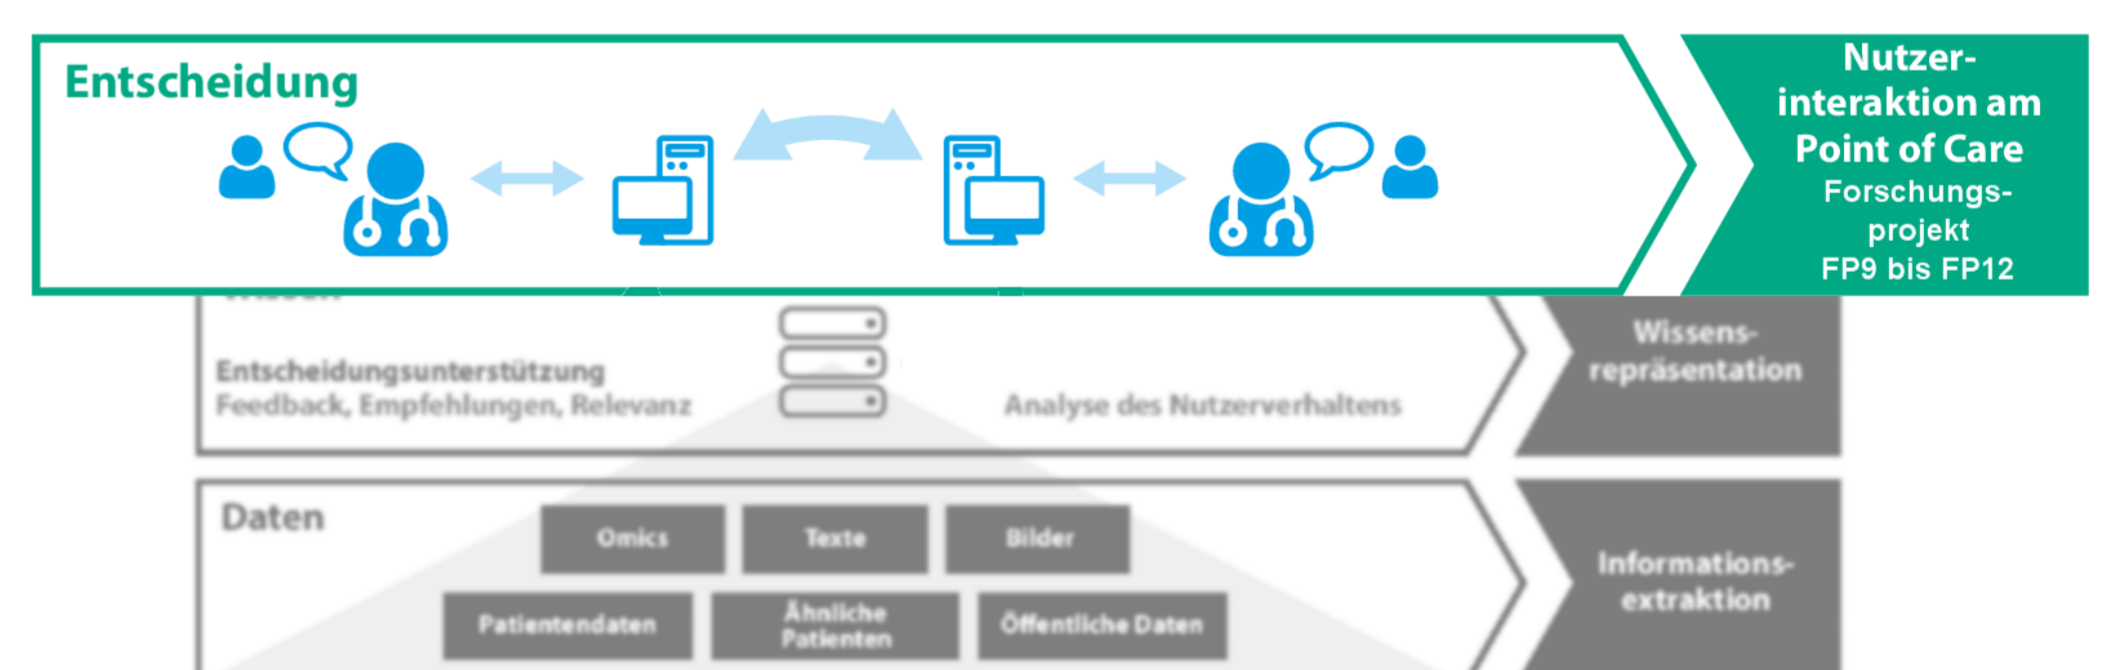 Entscheidung
Nutzer-
interaktion am
Point of Care
Forschungs-
projekt
FP9 bis FP12
Entscheidungsunterstützung
Feedback, Empfehlungen, Relevanz
Analyse des Nutzerverhaltens
Wissens-
repräsentation
Daten
Omics
Texte
Bilder
Patientendaten
Ähnliche
Patienten
Öffentliche Daten
Informations-
extraktion